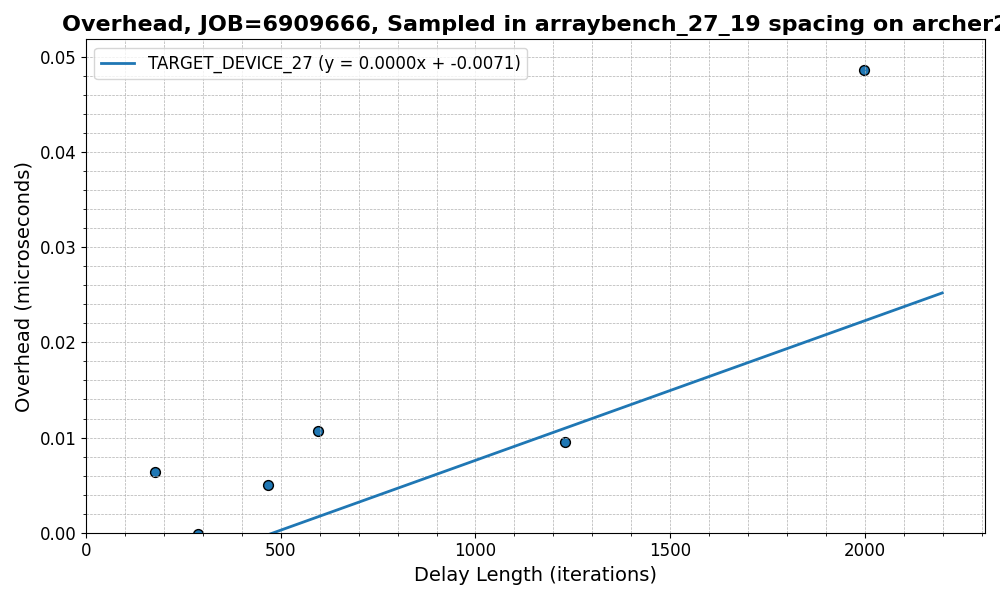 Overhead, JOB=6909666, Sampled in arraybench_27_19 spacing on archer2
TARGET_DEVICE_27 (y = 0.0000x + -0.0071)
Overhead (microseconds)
0.05
0.04
0.03
0.02
0.01
0.00
0 500 1000 1500 2000
Delay Length (iterations)